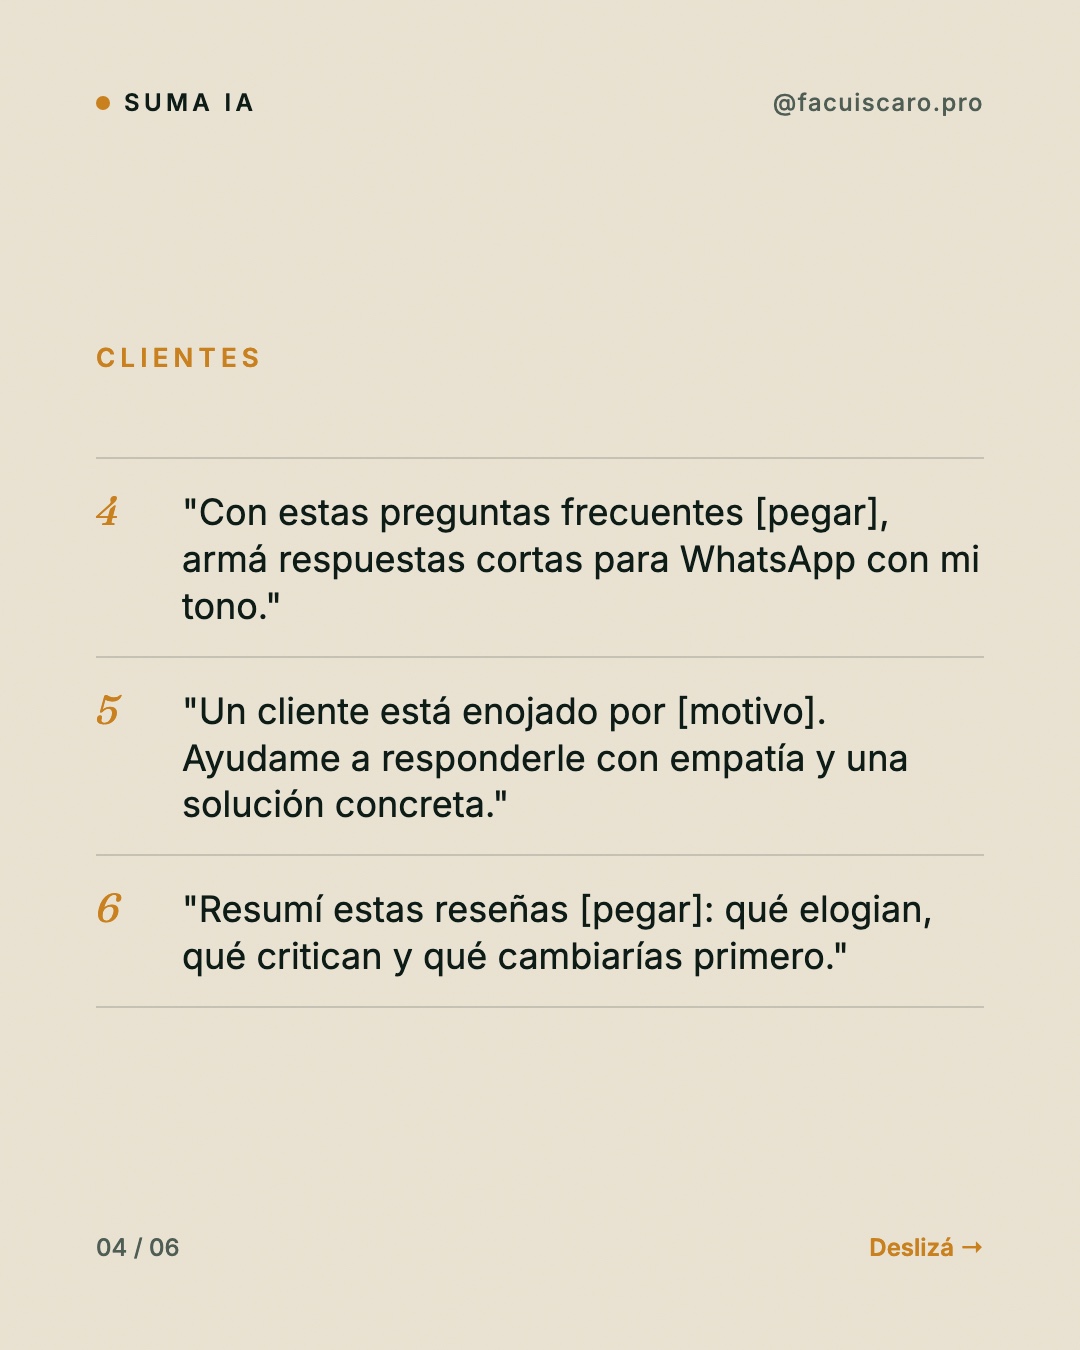 SUMA IA
@facuiscaro.pro
CLIENTES
4
"Con estas preguntas frecuentes [pegar],
armá respuestas cortas para WhatsApp con mi
tono."
5
"Un cliente está enojado por [motivo].
Ayudame a responderle con empatía y una
solución concreta."
6
"Resumí estas reseñas [pegar]: qué elogian,
qué critican y qué cambiarías primero."
04 / 06
Deslizá →